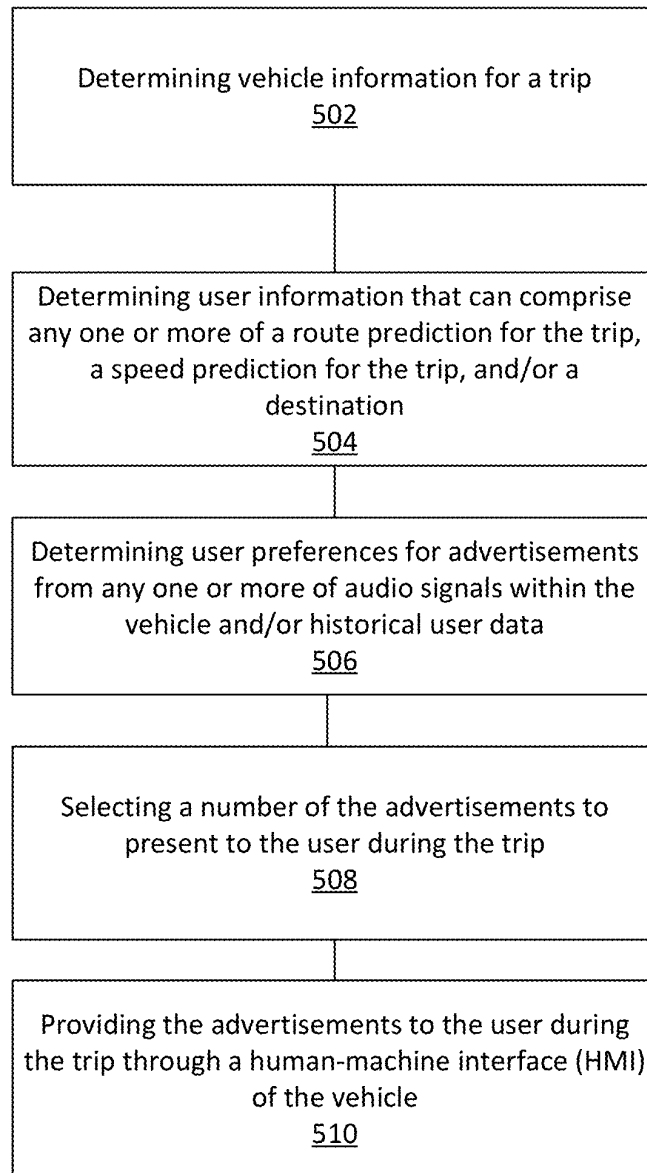 Determining vehicle information for a trip
502
Determining user information that can comprise
any one or more of a route prediction for the trip,
a speed prediction for the trip, and/or a
destination
504
Determining user preferences for advertisements
from any one or more of audio signals within the
vehicle and/or historical user data
506
Selecting a number of the advertisements to
present to the user during the trip
508
Providing the advertisements to the user during
the trip through a human-machine interface (HMI)
of the vehicle
510